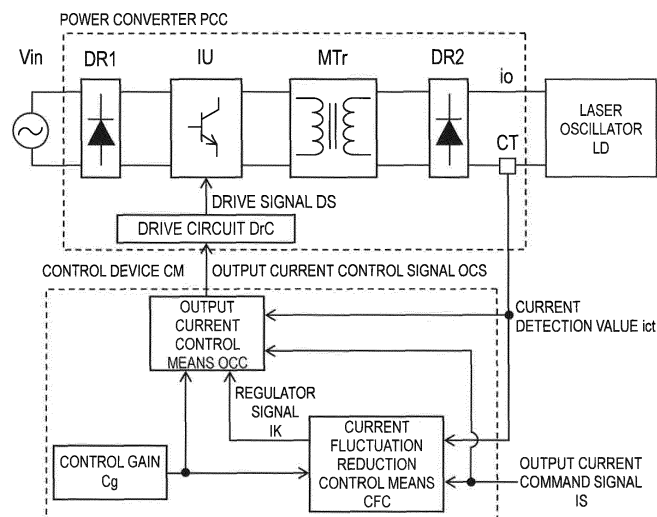 POWER CONVERTER PCC
Vin
DR1
IU
MTr
DR2
io
LASER
OSCILLATOR
LD
CT
DRIVE SIGNAL DS
DRIVE CIRCUIT DrC
CONTROL DEVICE CM
OUTPUT CURRENT CONTROL SIGNAL OCS
OUTPUT
CURRENT
CONTROL
MEANS OCC
CURRENT
DETECTION VALUE ict
REGULATOR
SIGNAL
IK
CURRENT
FLUCTUATION
REDUCTION
CONTROL MEANS
CFC
CONTROL GAIN
Cg
OUTPUT CURRENT
COMMAND SIGNAL
IS